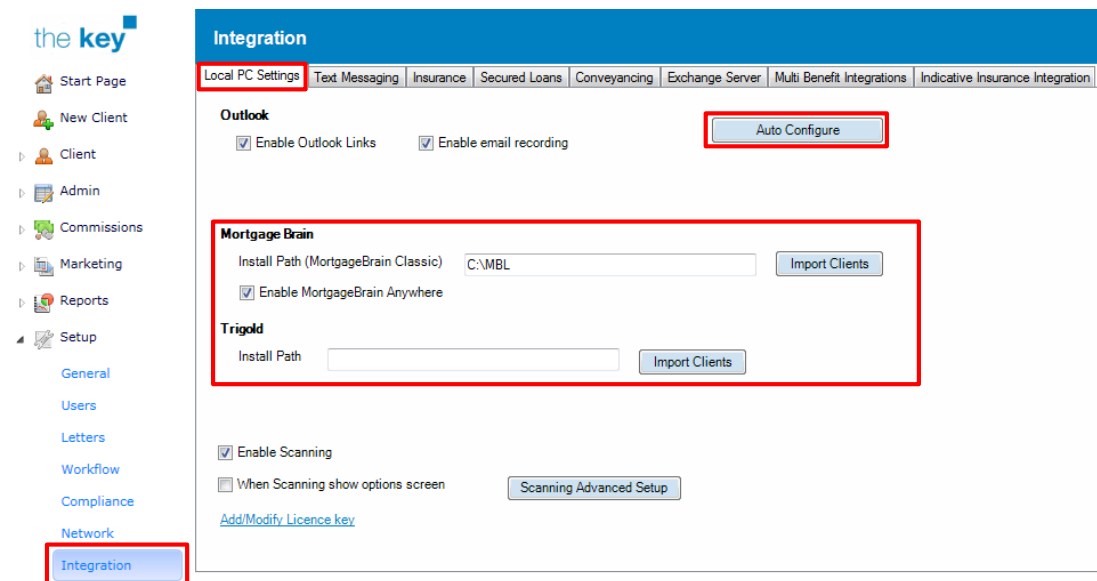 the key
Start Page
New Client
Client
Admin
Commissions
Marketing
Reports
Setup
General
Users
Letters
Workflow
Compliance
Network
Integration
Integration
Local PC Settings Text Messaging Insurance Secured Loans Conveyancing Exchange Server Multi Benefit Integrations Indicative Insurance Integration
Outlook
Enable Outlook Links Enable email recording Auto Configure
Mortgage Brain
Install Path (MortgageBrain Classic) C:\MBL Import Clients
Enable MortgageBrain Anywhere
Trigold
Install Path Import Clients
Enable Scanning
When Scanning show options screen Scanning Advanced Setup
Add/Modify Licence key